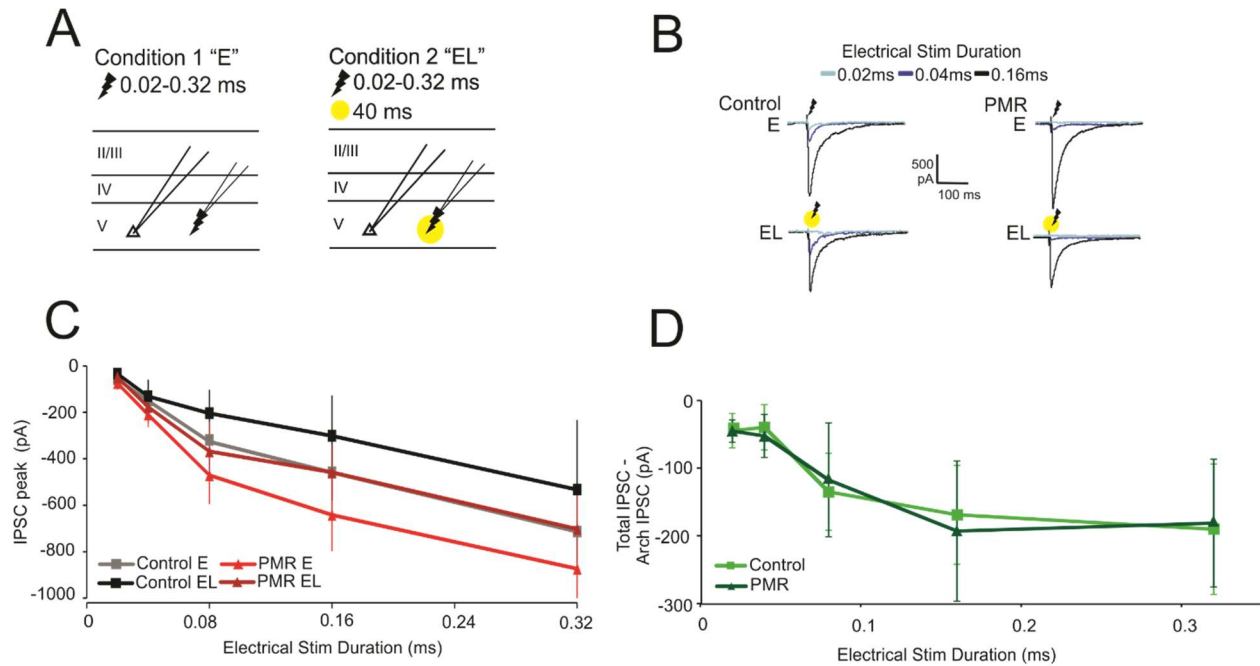 A
Condition 1 “E”
0.02-0.32 ms
II/III
IV
V
Condition 2 “EL”
0.02-0.32 ms
40 ms
II/III
IV
V
B
Electrical Stim Duration
0.02ms 0.04ms 0.16ms
Control
E
PMR
E
500
pA
100 ms
EL
EL
C
0
-200
-400
-600
-800
-1000
IPSC peak (pA)
Control E PMR E
Control EL PMR EL
0 0.08 0.16 0.24 0.32
Electrical Stim Duration (ms)
D
0
-100
-200
-300
Total IPSC -
Arch IPSC (pA)
Control
PMR
0 0.1 0.2 0.3
Electrical Stim Duration (ms)